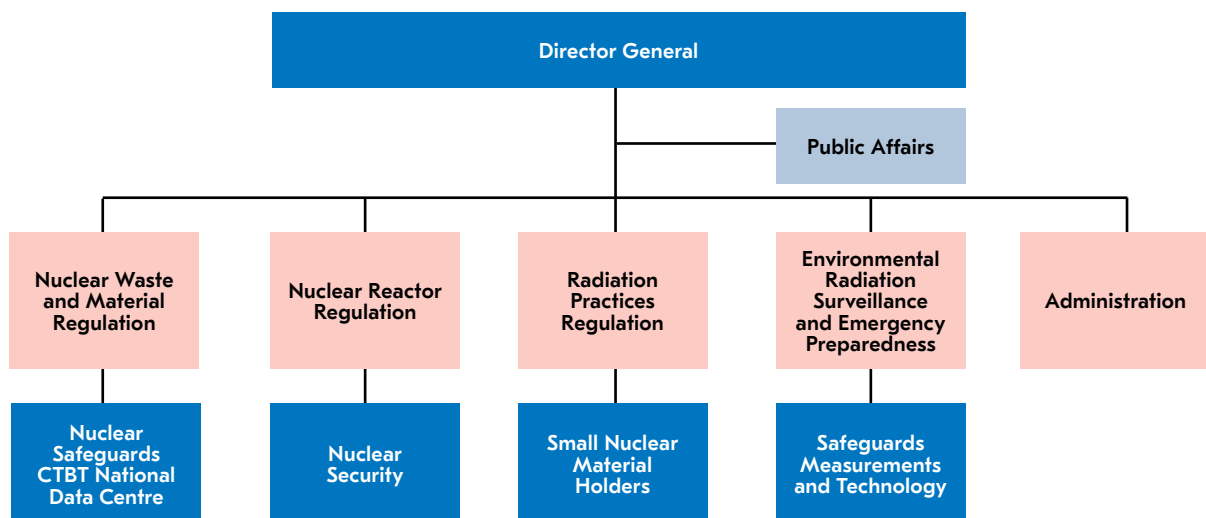 Director General
Public Affairs
Nuclear Waste
and Material
Regulation
Nuclear Reactor
Regulation
Radiation
Practices
Regulation
Environmental
Radiation
Surveillance
and Emergency
Preparedness
Administration
Nuclear
Safeguards
CTBT National
Data Centre
Nuclear
Security
Small Nuclear
Material
Holders
Safeguards
Measurements
and Technology